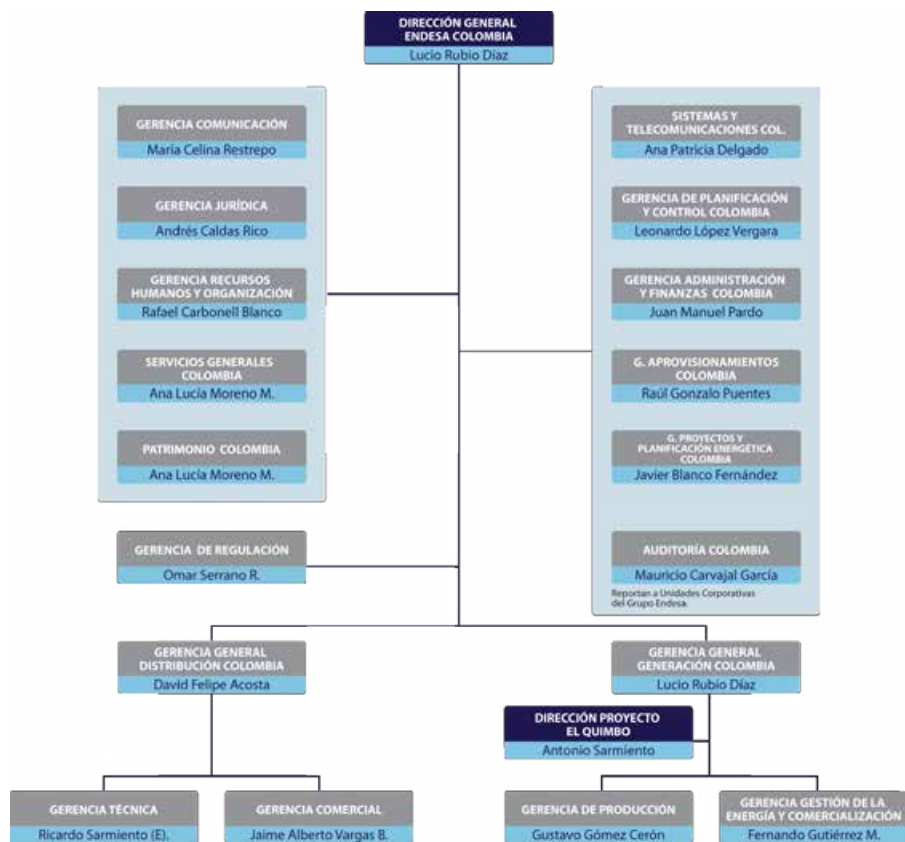 DIRECCIÓN GENERAL
ENDESA COLOMBIA
Lucio Rubio Díaz
GERENCIA COMUNICACIÓN
María Celina Restrepo
GERENCIA JURÍDICA
Andrés Caldas Rico
GERENCIA RECURSOS
HUMANOS Y ORGANIZACIÓN
Rafael Carbonell Blanco
SERVICIOS GENERALES
COLOMBIA
Ana Lucía Moreno M.
PATRIMONIO COLOMBIA
Ana Lucía Moreno M.
SISTEMAS Y
TELECOMUNICACIONES COL.
Ana Patricia Delgado
GERENCIA DE PLANIFICACIÓN
Y CONTROL COLOMBIA
Leonardo López Vergara
GERENCIA ADMINISTRACIÓN
Y FINANZAS COLOMBIA
Juan Manuel Pardo
G. APROVISIONAMIENTOS
COLOMBIA
Raúl Gonzalo Puentes
G. PROYECTOS Y
PLANIFICACIÓN ENERGÉTICA
COLOMBIA
Javier Blanco Fernández
AUDITORÍA COLOMBIA
Mauricio Carvajal García
Reportan a Unidades Corporativas
del Grupo Endesa.
GERENCIA DE REGULACIÓN
Omar Serrano R.
GERENCIA GENERAL
DISTRIBUCIÓN COLOMBIA
David Felipe Acosta
GERENCIA GENERAL
GENERACIÓN COLOMBIA
Lucio Rubio Díaz
DIRECCIÓN PROYECTO
EL QUIMBO
Antonio Sarmiento
GERENCIA TÉCNICA
Ricardo Sarmiento (E).
GERENCIA COMERCIAL
Jaime Alberto Vargas B.
GERENCIA DE PRODUCCIÓN
Gustavo Gómez Cerón
GERENCIA GESTIÓN DE LA
ENERGÍA Y COMERCIALIZACIÓN
Fernando Gutiérrez M.